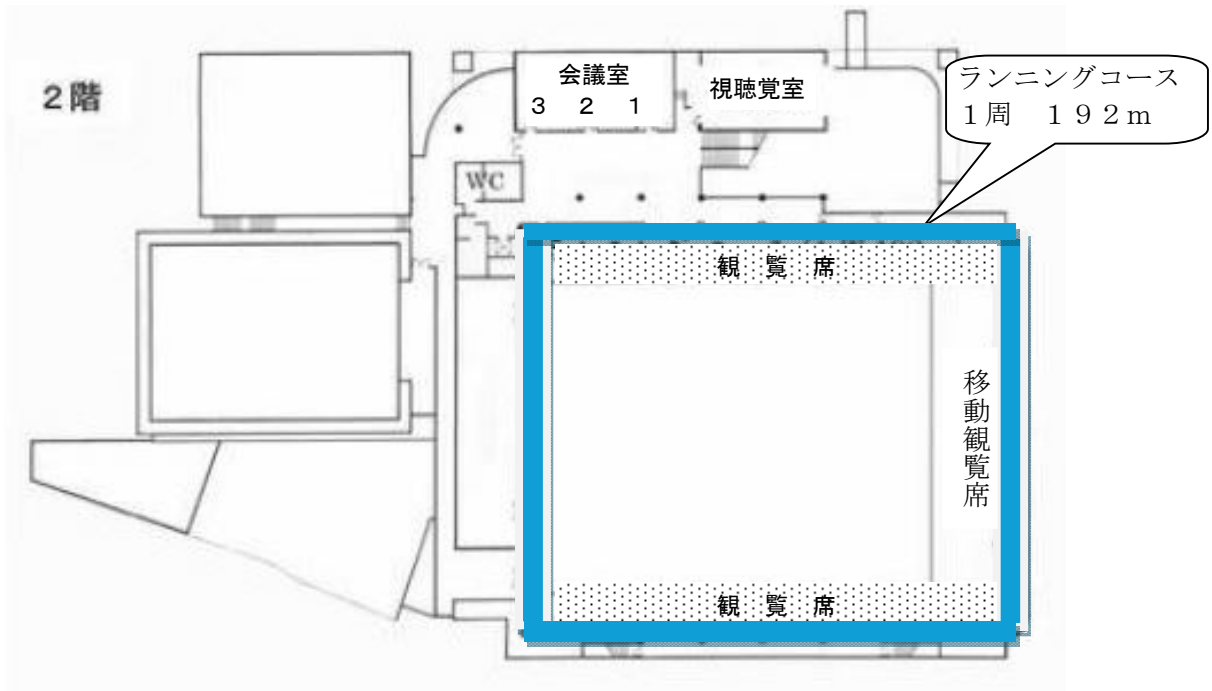 ２階
会議室
３ ２ １
視聴覚室
ランニングコース
１周　１９２ｍ
WC
観 覧 席
移動観覧席
観 覧 席